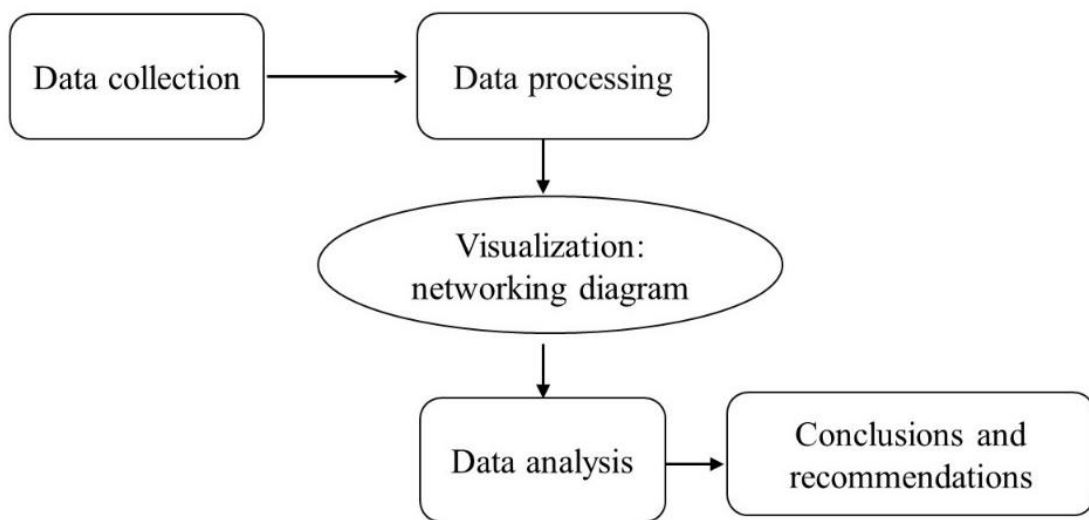 Data collection
Data processing
Visualization:
networking diagram
Data analysis
Conclusions and
recommendations